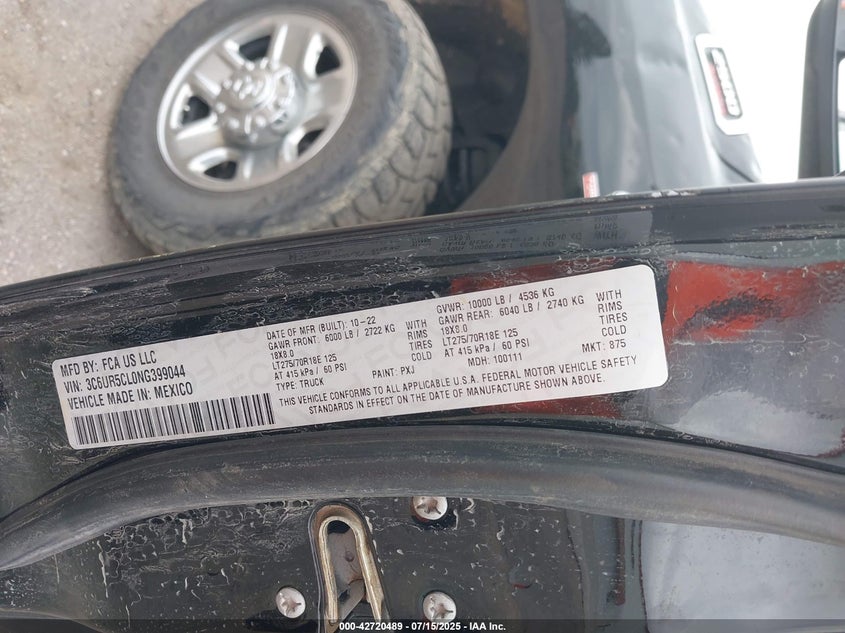 MFD BY: FCA US LLC
VIN: 3C6UR5CL0NG399044
VEHICLE MADE IN: MEXICO
DATE OF MFR (BUILT): 10-22
GAWR FRONT: 6000 LB / 2722 KG WITH
18X8.0 RIMS
LT275/70R18E 125 TIRES
AT 415 kPa / 60 PSI COLD
TYPE: TRUCK PAINT: PXJ
GVWR: 10000 LB / 4536 KG
GAWR REAR: 6040 LB / 2740 KG WITH
18X8.0 RIMS
LT275/70R18E 125 TIRES
AT 415 kPa / 60 PSI COLD
MDH: 100111 MKT: 875
THIS VEHICLE CONFORMS TO ALL APPLICABLE U.S.A. FEDERAL MOTOR VEHICLE SAFETY
STANDARDS IN EFFECT ON THE DATE OF MANUFACTURE SHOWN ABOVE.
000-42720489 - 07/15/2025 - IAA Inc.